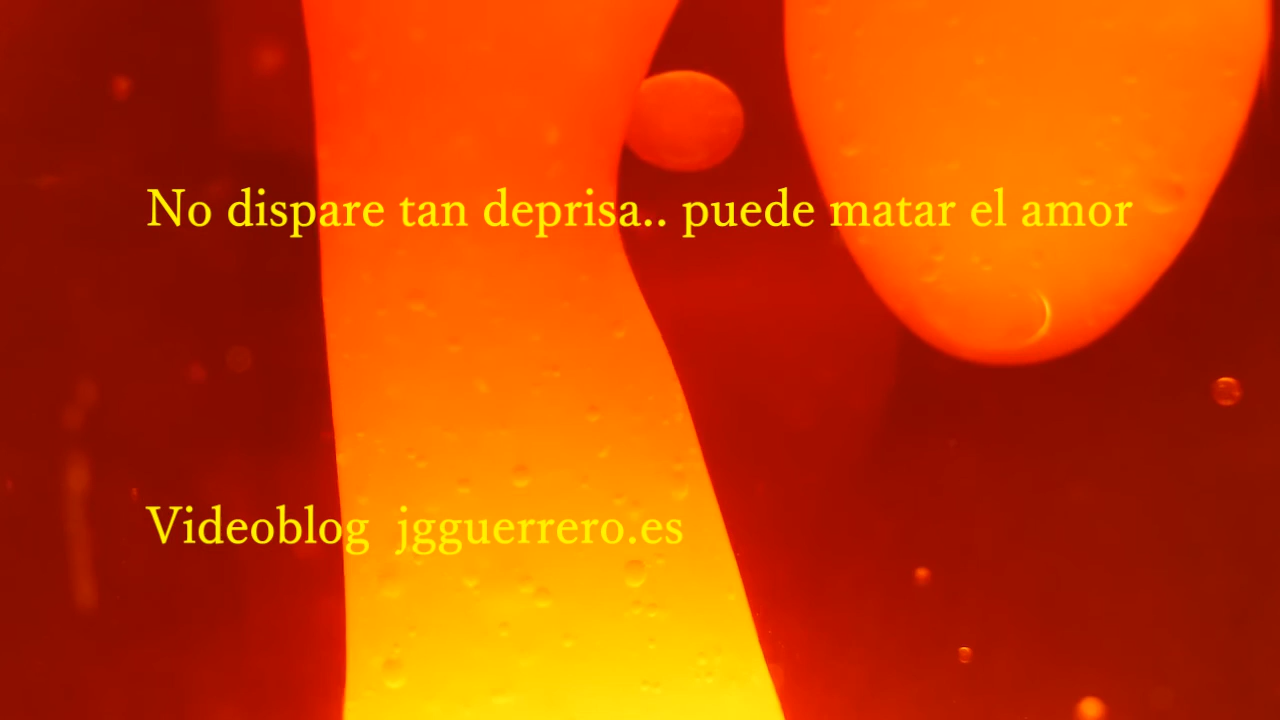 No dispare tan deprisa.. puede matar el amor
Videoblog  jgguerrero.es